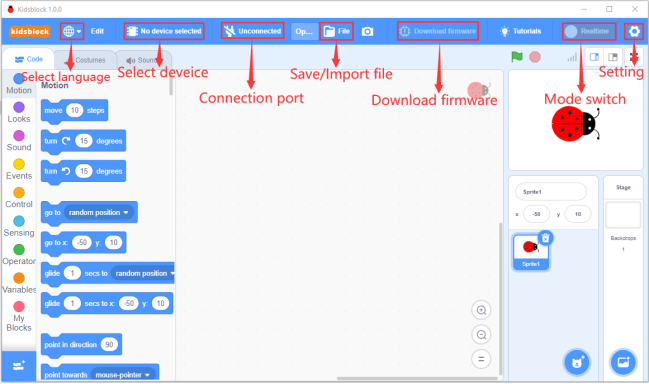 Kidsblock 1.0.0
kidsblock
Edit
No device selected
Unconnected
Op...
File
Download firmware
Tutorials
Realtime
Code
Costumes
Soun
Select language
Select deveice
Connection port
Save/Import file
Download firmware
Mode switch
Setting
Motion
Looks
Sound
Events
Control
Sensing
Operator
Variables
My
Blocks
Motion
move 10 steps
turn 15 degrees
turn 15 degrees
go to random position
go to x: -50 y: 10
glide 1 secs to random position
glide 1 secs to x: -50 y: 10
point in direction 90
point towards mouse-pointer
Sprite1
x -50 y 10
Sprite1
Stage
Backdrops
1